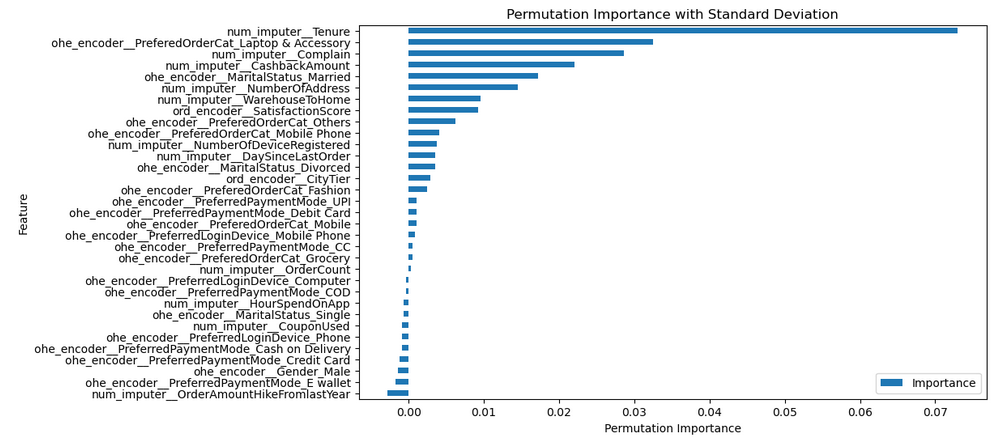 Permutation Importance with Standard Deviation
num_imputer__Tenure
ohe_encoder__PreferedOrderCat_Laptop & Accessory
num_imputer__Complain
num_imputer__CashbackAmount
ohe_encoder__MaritalStatus_Married
num_imputer__NumberOfAddress
num_imputer__WarehouseToHome
ord_encoder__SatisfactionScore
ohe_encoder__PreferedOrderCat_Others
ohe_encoder__PreferedOrderCat_Mobile Phone
num_imputer__NumberOfDeviceRegistered
num_imputer__DaySinceLastOrder
ohe_encoder__MaritalStatus_Divorced
ord_encoder__CityTier
ohe_encoder__PreferedOrderCat_Fashion
ohe_encoder__PreferredPaymentMode_UPI
ohe_encoder__PreferredPaymentMode_Debit Card
ohe_encoder__PreferedOrderCat_Mobile
ohe_encoder__PreferredLoginDevice_Mobile Phone
ohe_encoder__PreferredPaymentMode_CC
ohe_encoder__PreferedOrderCat_Grocery
num_imputer__OrderCount
ohe_encoder__PreferredLoginDevice_Computer
ohe_encoder__PreferredPaymentMode_COD
num_imputer__HourSpendOnApp
ohe_encoder__MaritalStatus_Single
num_imputer__CouponUsed
ohe_encoder__PreferredLoginDevice_Phone
ohe_encoder__PreferredPaymentMode_Cash on Delivery
ohe_encoder__PreferredPaymentMode_Credit Card
ohe_encoder__Gender_Male
ohe_encoder__PreferredPaymentMode_E wallet
num_imputer__OrderAmountHikeFromlastYear
Feature
Importance
0.00 0.01 0.02 0.03 0.04 0.05 0.06 0.07
Permutation Importance